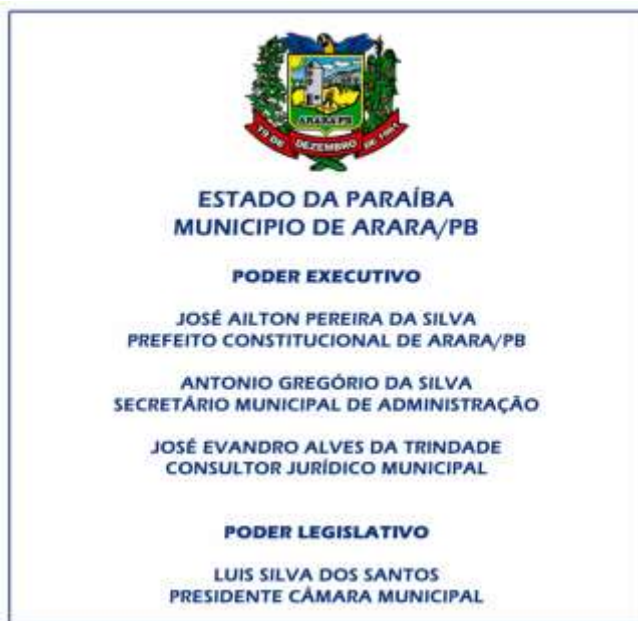 ARARA PB
19 DE DEZEMBRO DE 1961
ESTADO DA PARAÍBA
MUNICIPIO DE ARARA/PB
PODER EXECUTIVO
JOSÉ AILTON PEREIRA DA SILVA
PREFEITO CONSTITUCIONAL DE ARARA/PB
ANTONIO GREGÓRIO DA SILVA
SECRETÁRIO MUNICIPAL DE ADMINISTRAÇÃO
JOSÉ EVANDRO ALVES DA TRINDADE
CONSULTOR JURÍDICO MUNICIPAL
PODER LEGISLATIVO
LUIS SILVA DOS SANTOS
PRESIDENTE CÂMARA MUNICIPAL